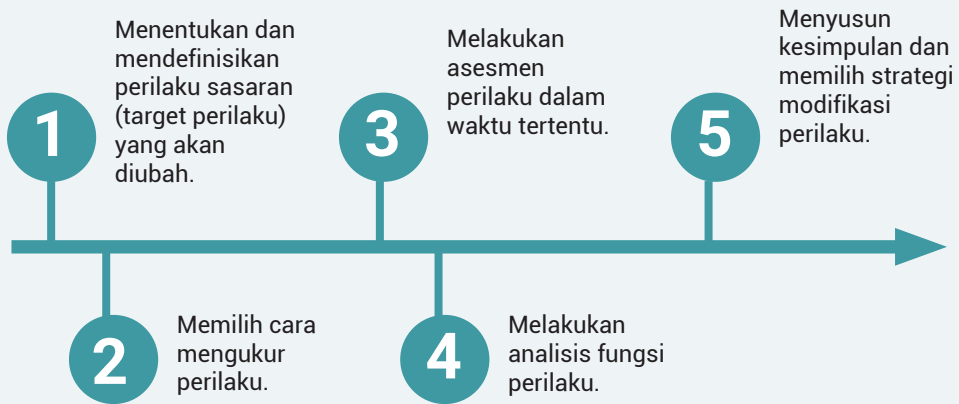 1
Menentukan dan
mendefinisikan
perilaku sasaran
(target perilaku)
yang akan
diubah.
2
Memilih cara
mengukur
perilaku.
3
Melakukan
asesmen
perilaku dalam
waktu tertentu.
4
Melakukan
analisis fungsi
perilaku.
5
Menyusun
kesimpulan dan
memilih strategi
modifikasi
perilaku.